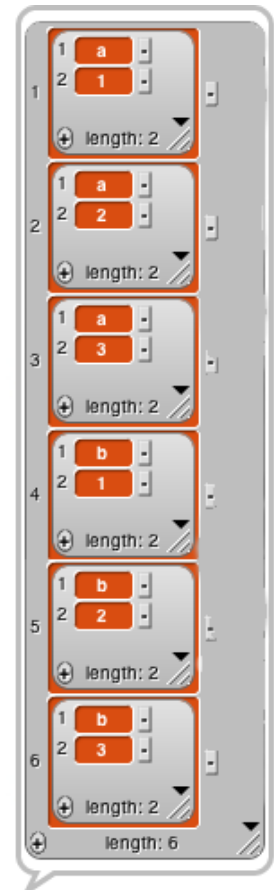 1 a -
1
2 1 -
+ length: 2
-
1 a -
2
2 2 -
+ length: 2
-
1 a -
3
2 3 -
+ length: 2
-
1 b -
4
2 1 -
+ length: 2
-
1 b -
5
2 2 -
+ length: 2
-
1 b -
6
2 3 -
+ length: 2
-
+ length: 6